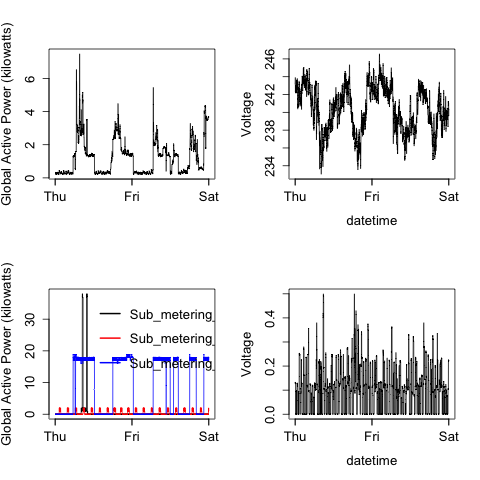 Global Active Power (kilowatts)
0 2 4 6
Thu Fri Sat
Voltage
234 238 242 246
Thu Fri Sat
datetime
Global Active Power (kilowatts)
0 10 20 30
Sub_metering_
Sub_metering_
Sub_metering_
Thu Fri Sat
Voltage
0.0 0.2 0.4
Thu Fri Sat
datetime